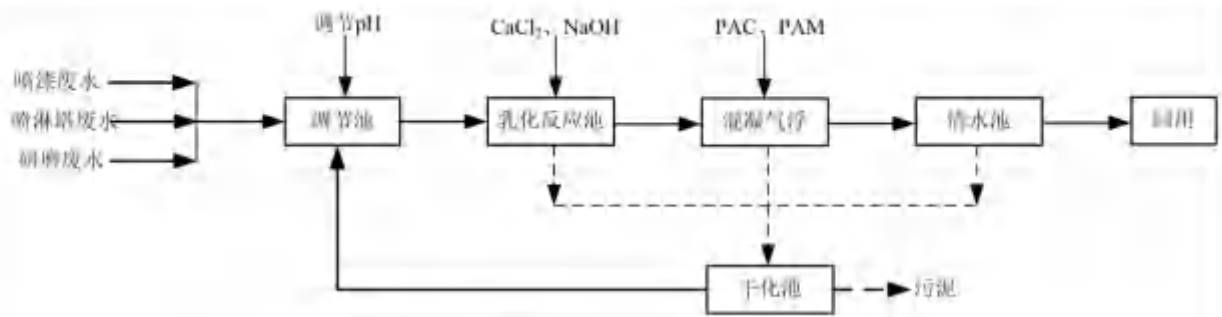 调节pH
CaCl₂、NaOH
PAC、PAM
喷漆废水
喷淋塔废水
研磨废水
调节池
乳化反应池
混凝气浮
清水池
回用
干化池
污泥